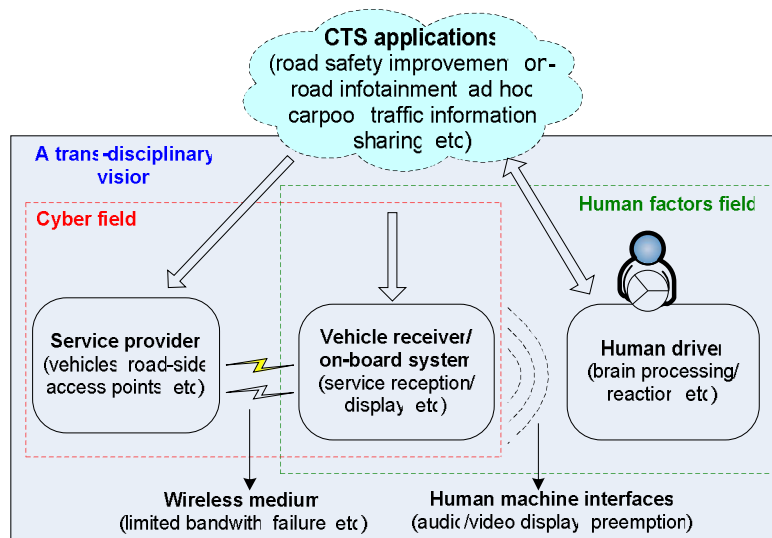 CTS applications
(road safety improvement or-
road infotainment ad hoc
carpoo traffic information
sharing etc)
A trans-disciplinary
vision
Cyber field
Human factors field
Service provider
(vehicles road-side
access points etc)
Vehicle receiver/
on-board system
(service reception/
display etc)
Human driver
(brain processing/
reaction etc)
Wireless medium
(limited bandwith failure etc)
Human machine interfaces
(audio/video display preemption)